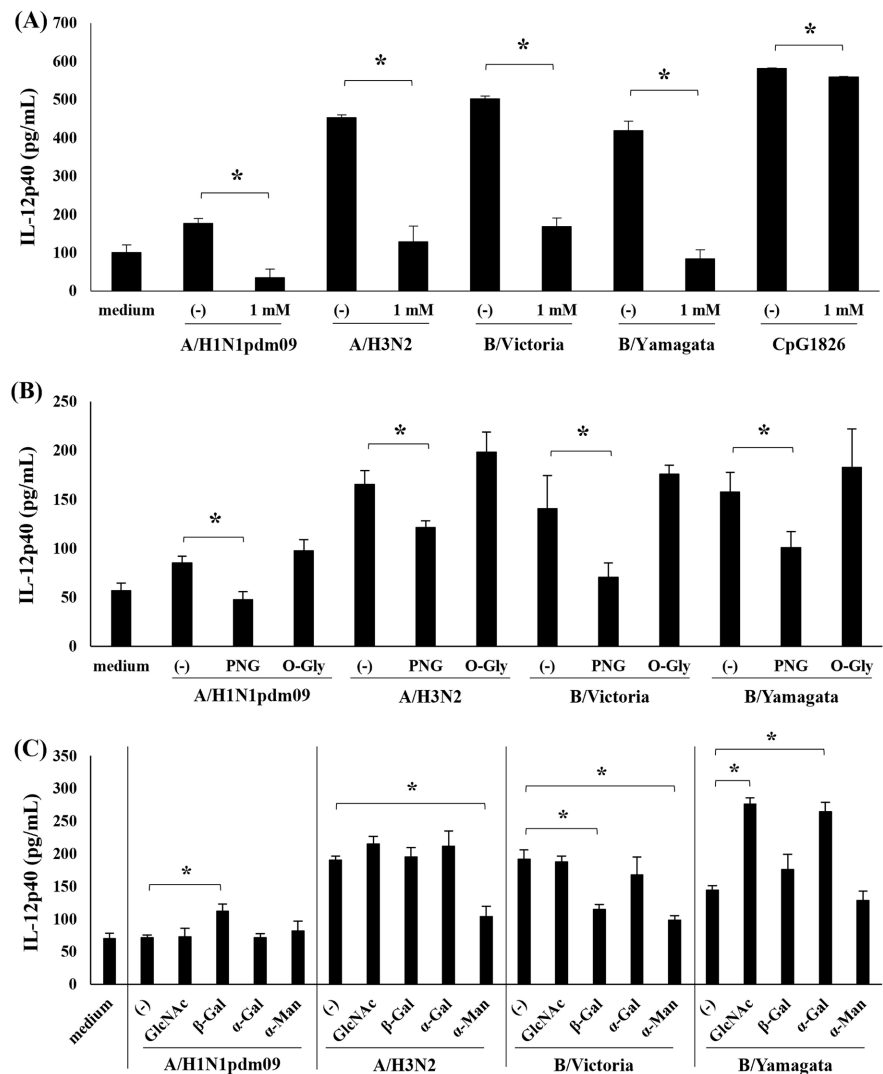 (A)
700
600
500
400
300
200
100
0
IL-12p40 (pg/mL)
* * * * *
medium (-) 1 mM (-) 1 mM (-) 1 mM (-) 1 mM (-) 1 mM
A/H1N1pdm09 A/H3N2 B/Victoria B/Yamagata CpG1826
(B)
250
200
150
100
50
0
IL-12p40 (pg/mL)
* * * *
medium (-) PNG O-Gly (-) PNG O-Gly (-) PNG O-Gly (-) PNG O-Gly
A/H1N1pdm09 A/H3N2 B/Victoria B/Yamagata
(C)
350
300
250
200
150
100
50
0
IL-12p40 (pg/mL)
* * * * * *
medium (-) GlcNAc β-Gal α-Gal α-Man (-) GlcNAc β-Gal α-Gal α-Man (-) GlcNAc β-Gal α-Gal α-Man (-) GlcNAc β-Gal α-Gal α-Man
A/H1N1pdm09 A/H3N2 B/Victoria B/Yamagata